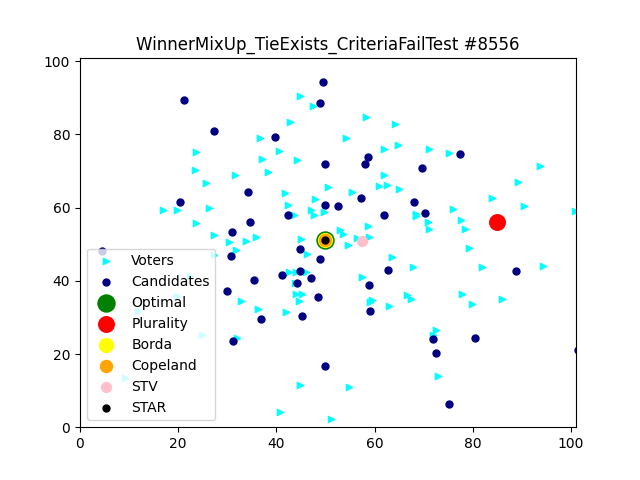 WinnerMixUp_TieExists_CriteriaFailTest #8556
100
80
60
40
20
0
Voters
Candidates
Optimal
Plurality
Borda
Copeland
STV
STAR
0 20 40 60 80 100